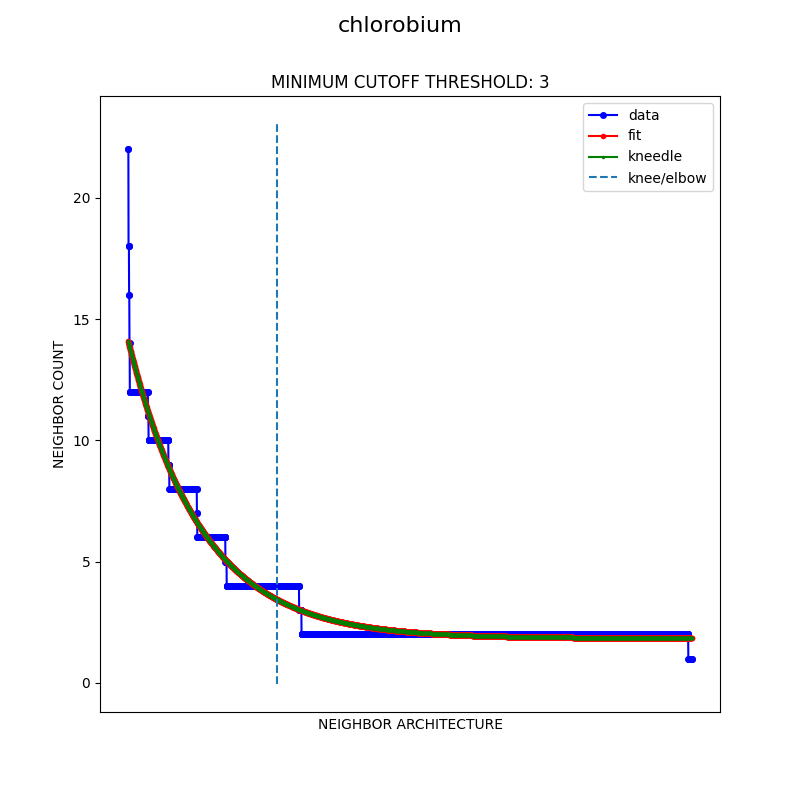 chlorobium
MINIMUM CUTOFF THRESHOLD: 3
data
fit
kneedle
knee/elbow
20
15
10
5
0
NEIGHBOR COUNT
NEIGHBOR ARCHITECTURE